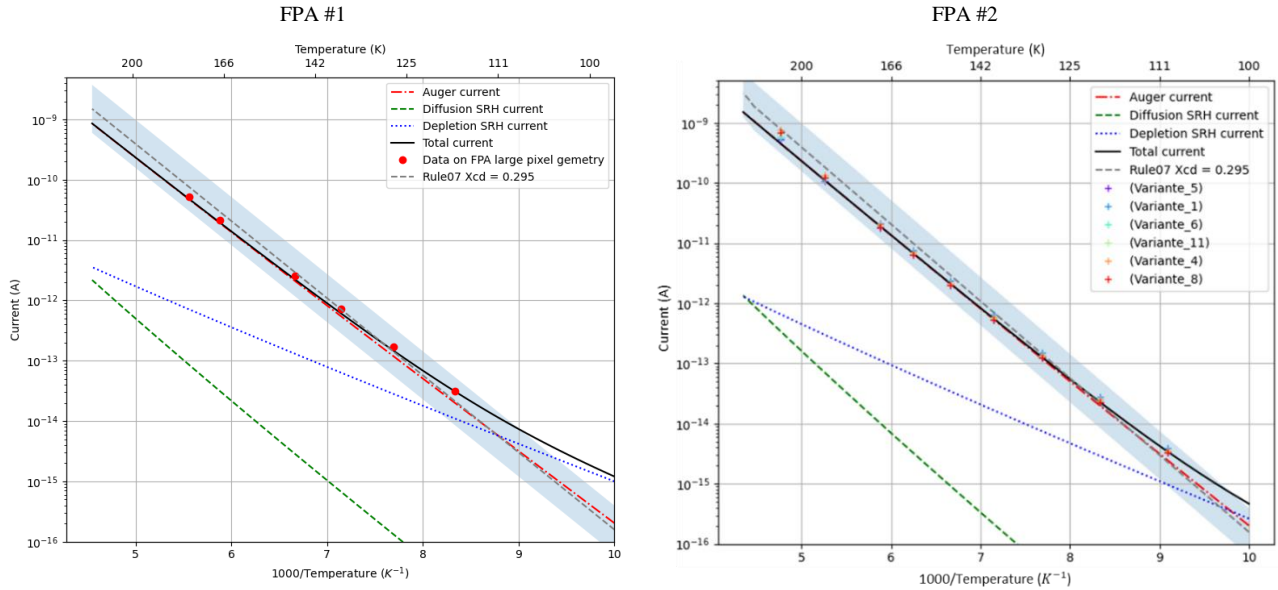 FPA #1
Temperature (K)
200 166 142 125 111 100
Auger current
Diffusion SRH current
Depletion SRH current
Total current
Data on FPA large pixel gemetry
Rule07 Xcd = 0.295
Current (A)
10⁻⁹
10⁻¹⁰
10⁻¹¹
10⁻¹²
10⁻¹³
10⁻¹⁴
10⁻¹⁵
10⁻¹⁶
5 6 7 8 9 10
1000/Temperature (K⁻¹)
FPA #2
Temperature (K)
200 166 142 125 111 100
Auger current
Diffusion SRH current
Depletion SRH current
Total current
Rule07 Xcd = 0.295
(Variante_5)
(Variante_1)
(Variante_6)
(Variante_11)
(Variante_4)
(Variante_8)
Current (A)
10⁻⁹
10⁻¹⁰
10⁻¹¹
10⁻¹²
10⁻¹³
10⁻¹⁴
10⁻¹⁵
10⁻¹⁶
5 6 7 8 9 10
1000/Temperature (K⁻¹)